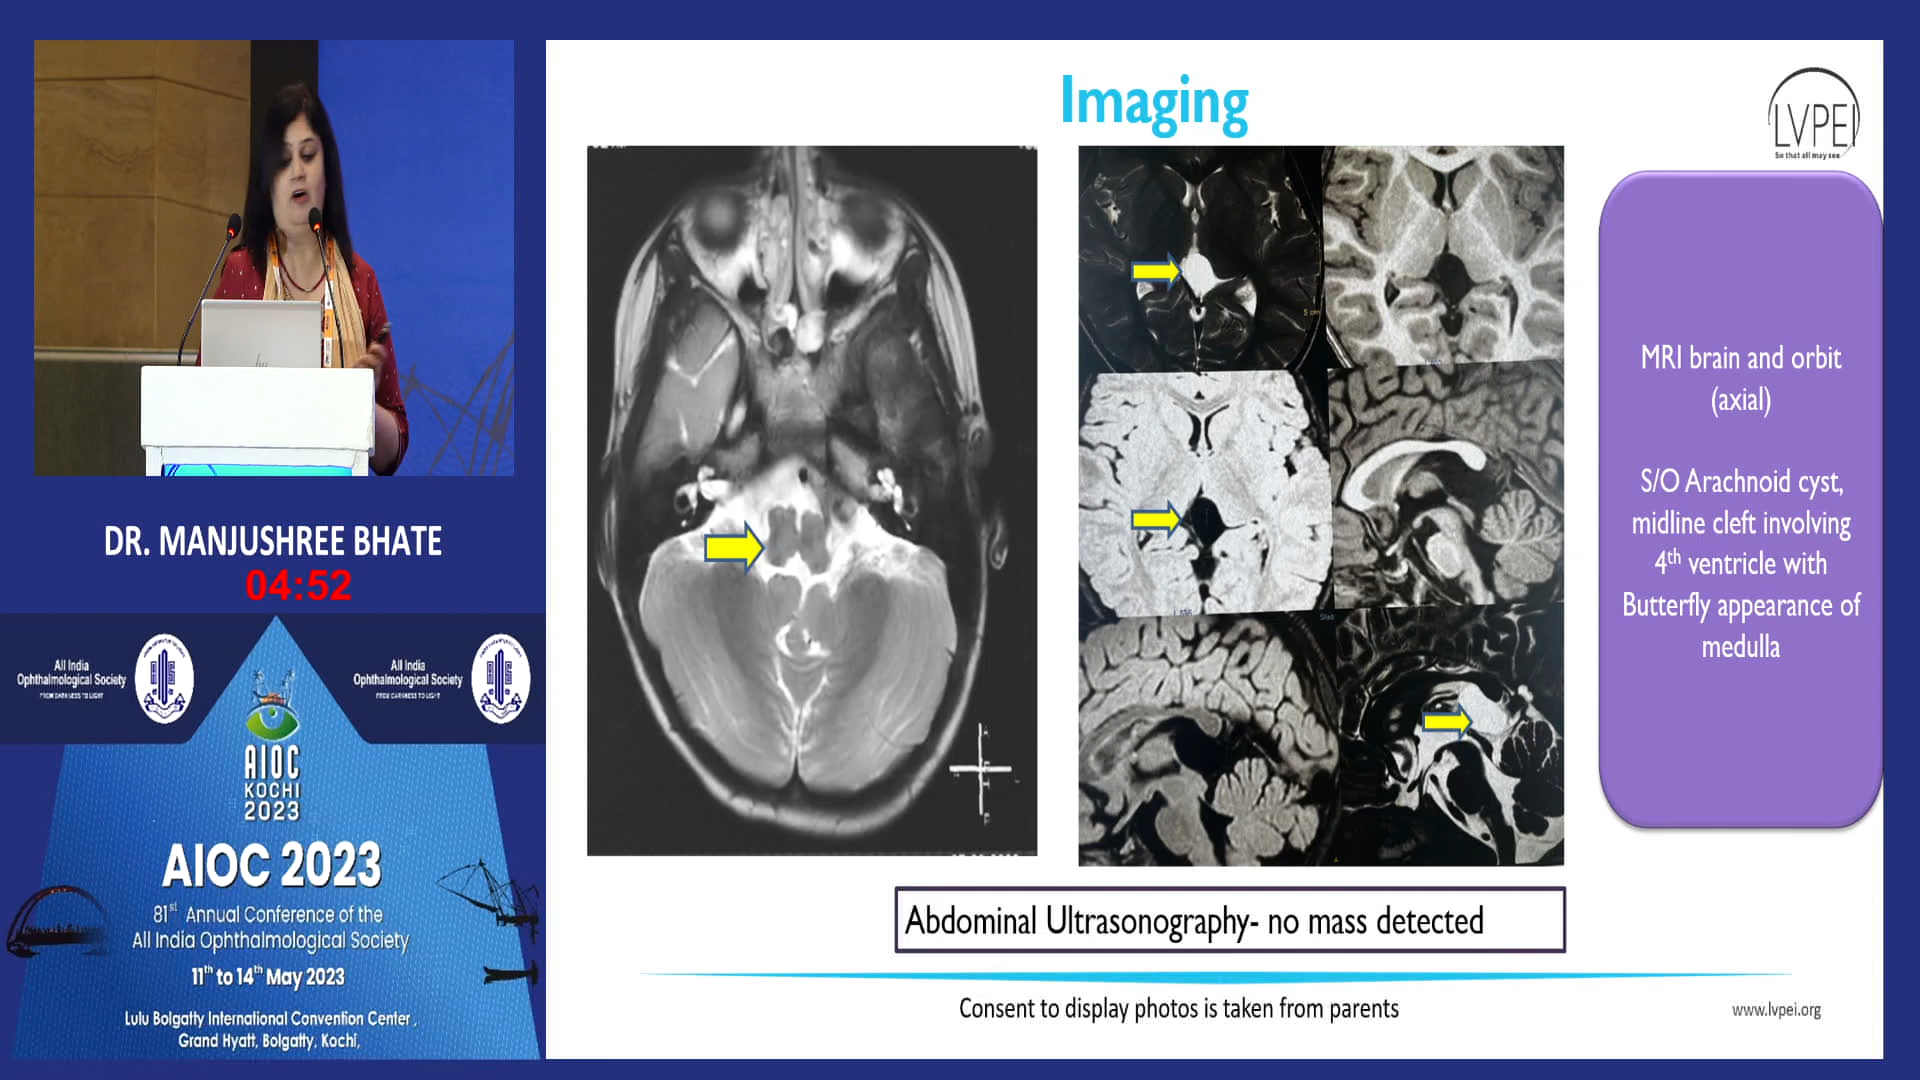 Imaging
LVPEI
So that all may see
MRI brain and orbit
(axial)
S/O Arachnoid cyst,
midline cleft involving
4th ventricle with
Butterfly appearance of
medulla
Abdominal Ultrasonography- no mass detected
Consent to display photos is taken from parents
www.lvpei.org
DR. MANJUSHREE BHATE
04:52
All India
Ophthalmological Society
FROM DARKNESS TO LIGHT
All India
Ophthalmological Society
FROM DARKNESS TO LIGHT
AIOC
KOCHI
2023
AIOC 2023
81st Annual Conference of the
All India Ophthalmological Society
11th to 14th May 2023
Lulu Bolgatty International Convention Center ,
Grand Hyatt, Bolgatty, Kochi,
5 cm